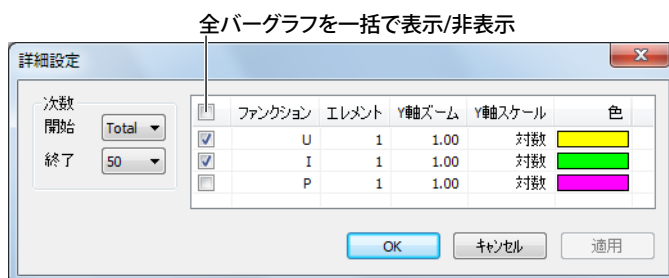 全バーグラフを一括で表示/非表示
詳細設定
次数
開始 Total
終了 50
ファンクション エレメント Y軸ズーム Y軸スケール 色
U 1 1.00 対数
I 1 1.00 対数
P 1 1.00 対数
OK キャンセル 適用